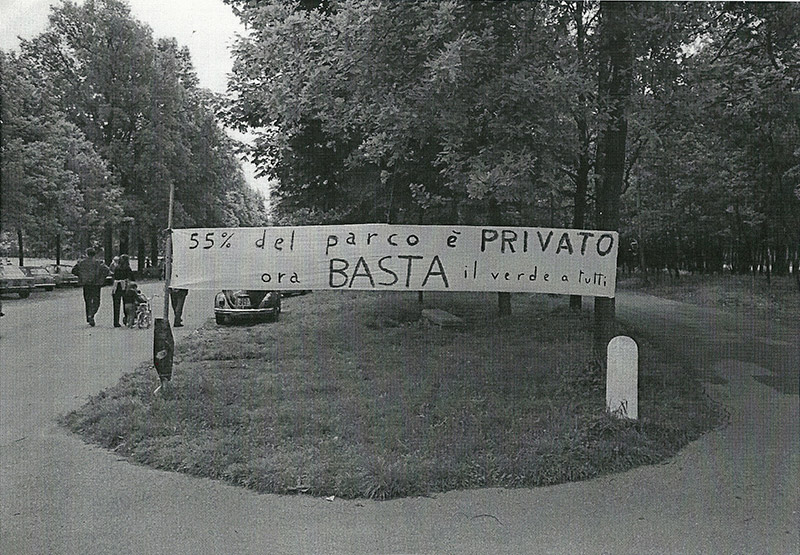 55% del parco è PRIVATO
ora BASTA il verde a tutti